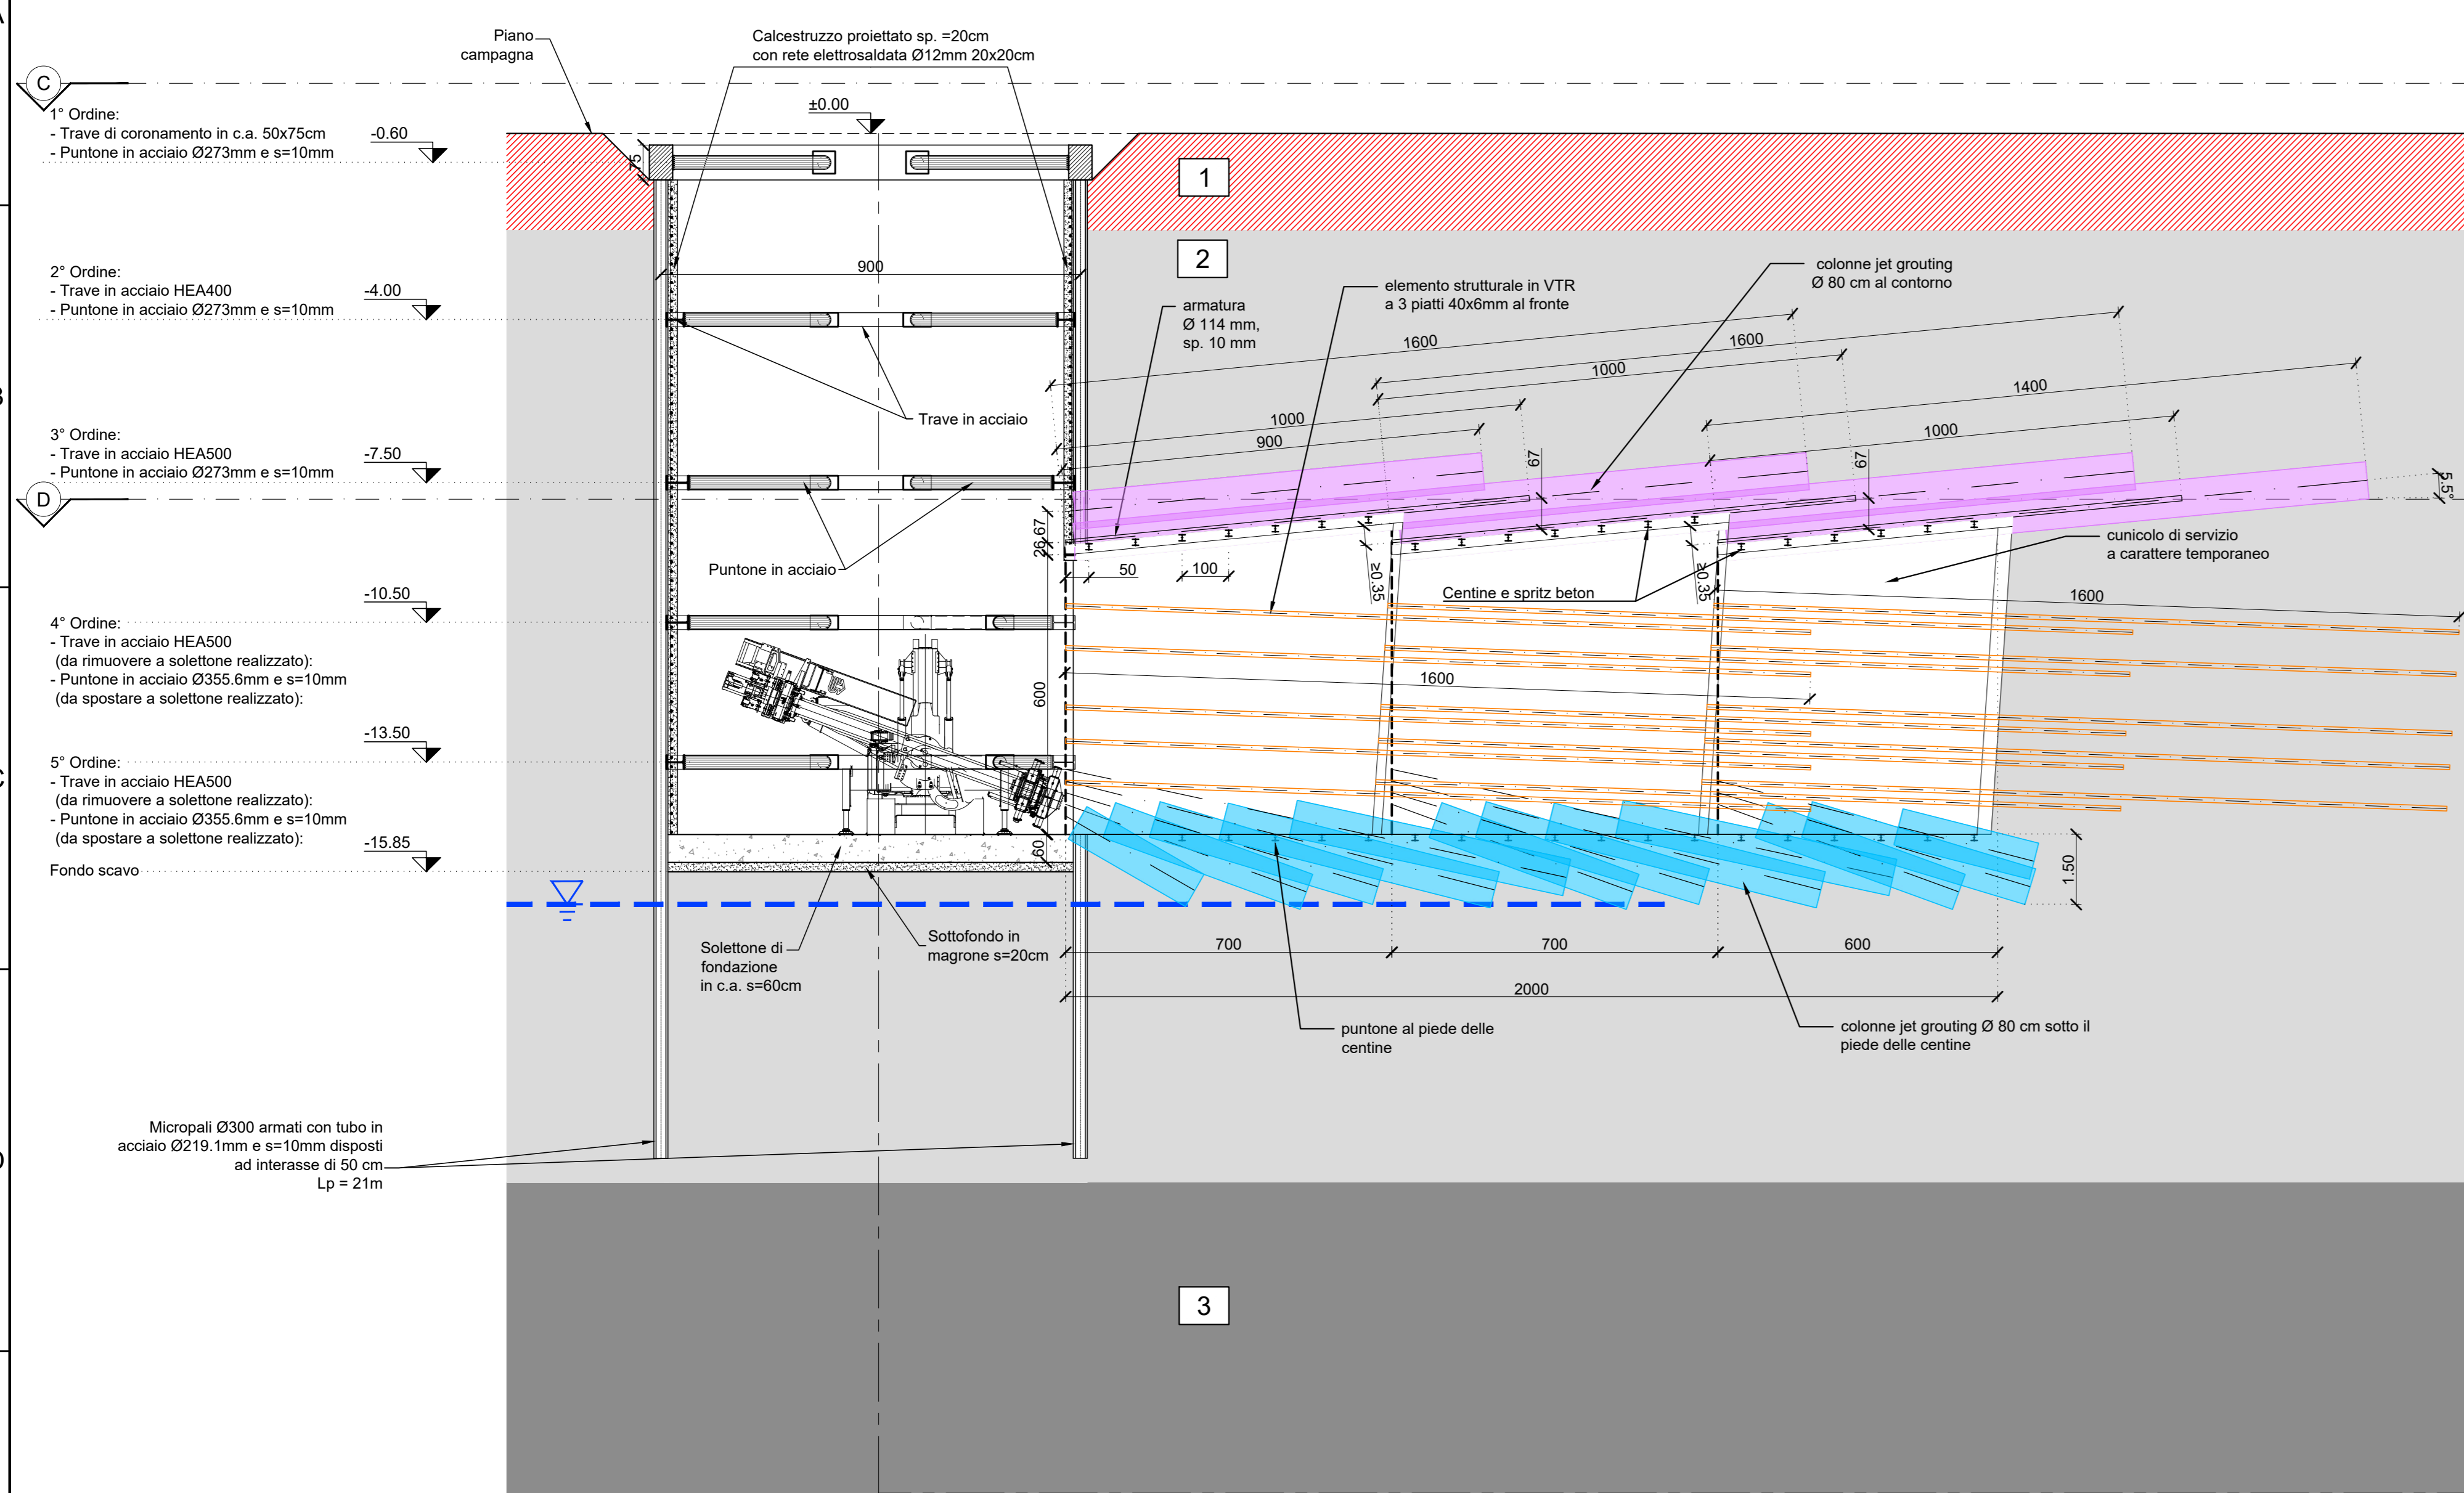 A
Piano
campagna
Calcestruzzo proiettato sp. =20cm
con rete elettrosaldata Ø12mm 20x20cm
C
±0.00
1° Ordine:
- Trave di coronamento in c.a. 50x75cm
- Puntone in acciaio Ø273mm e s=10mm
-0.60
75
1
2
2° Ordine:
- Trave in acciaio HEA400
- Puntone in acciaio Ø273mm e s=10mm
-4.00
900
armatura
Ø 114 mm,
sp. 10 mm
elemento strutturale in VTR
a 3 piatti 40x6mm al fronte
colonne jet grouting
Ø 80 cm al contorno
1600
1600
1000
1400
1000
1000
900
Trave in acciaio
3° Ordine:
- Trave in acciaio HEA500
- Puntone in acciaio Ø273mm e s=10mm
-7.50
67
67
5.5°
D
67
26
Puntone in acciaio
50
100
≥0.35
≥0.35
Centine e spritz beton
cunicolo di servizio
a carattere temporaneo
1600
-10.50
4° Ordine:
- Trave in acciaio HEA500
(da rimuovere a solettone realizzato):
- Puntone in acciaio Ø355.6mm e s=10mm
(da spostare a solettone realizzato):
600
1600
-13.50
C
5° Ordine:
- Trave in acciaio HEA500
(da rimuovere a solettone realizzato):
- Puntone in acciaio Ø355.6mm e s=10mm
(da spostare a solettone realizzato):
-15.85
Fondo scavo
60
1.50
Solettone di
fondazione
in c.a. s=60cm
Sottofondo in
magrone s=20cm
700
700
600
2000
puntone al piede delle
centine
colonne jet grouting Ø 80 cm sotto il
piede delle centine
Micropali Ø300 armati con tubo in
acciaio Ø219.1mm e s=10mm disposti
ad interasse di 50 cm
Lp = 21m
3